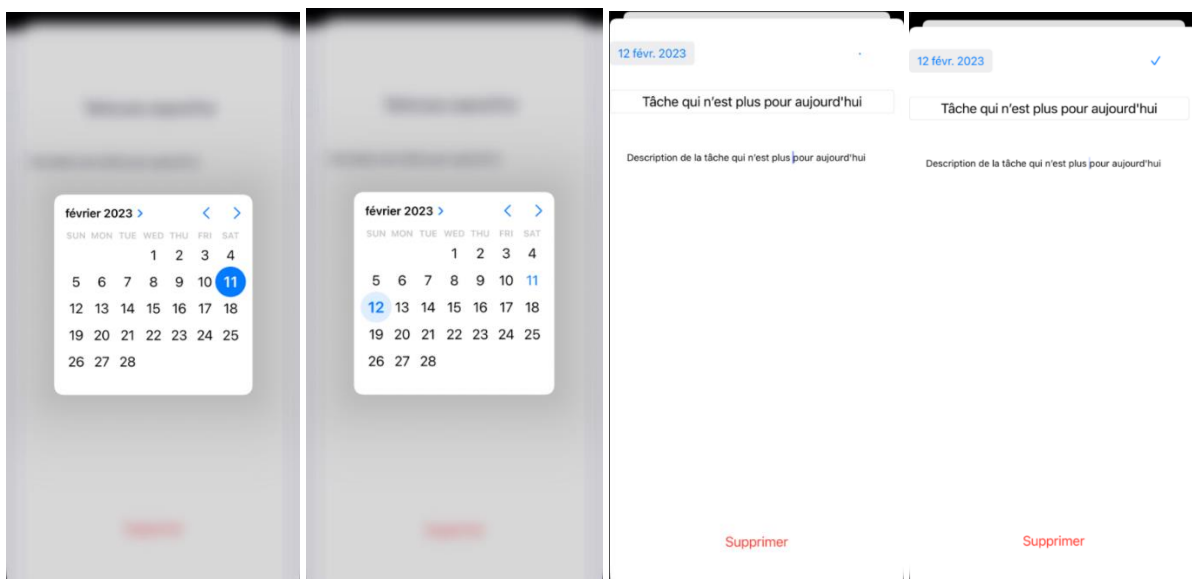 février 2023 >
SUN MON TUE WED THU FRI SAT
1 2 3 4
5 6 7 8 9 10 11
12 13 14 15 16 17 18
19 20 21 22 23 24 25
26 27 28
février 2023 >
SUN MON TUE WED THU FRI SAT
1 2 3 4
5 6 7 8 9 10 11
12 13 14 15 16 17 18
19 20 21 22 23 24 25
26 27 28
12 févr. 2023
Tâche qui n'est plus pour aujourd'hui
Description de la tâche qui n'est plus pour aujourd'hui
Supprimer
12 févr. 2023
Tâche qui n'est plus pour aujourd'hui
Description de la tâche qui n'est plus pour aujourd'hui
Supprimer